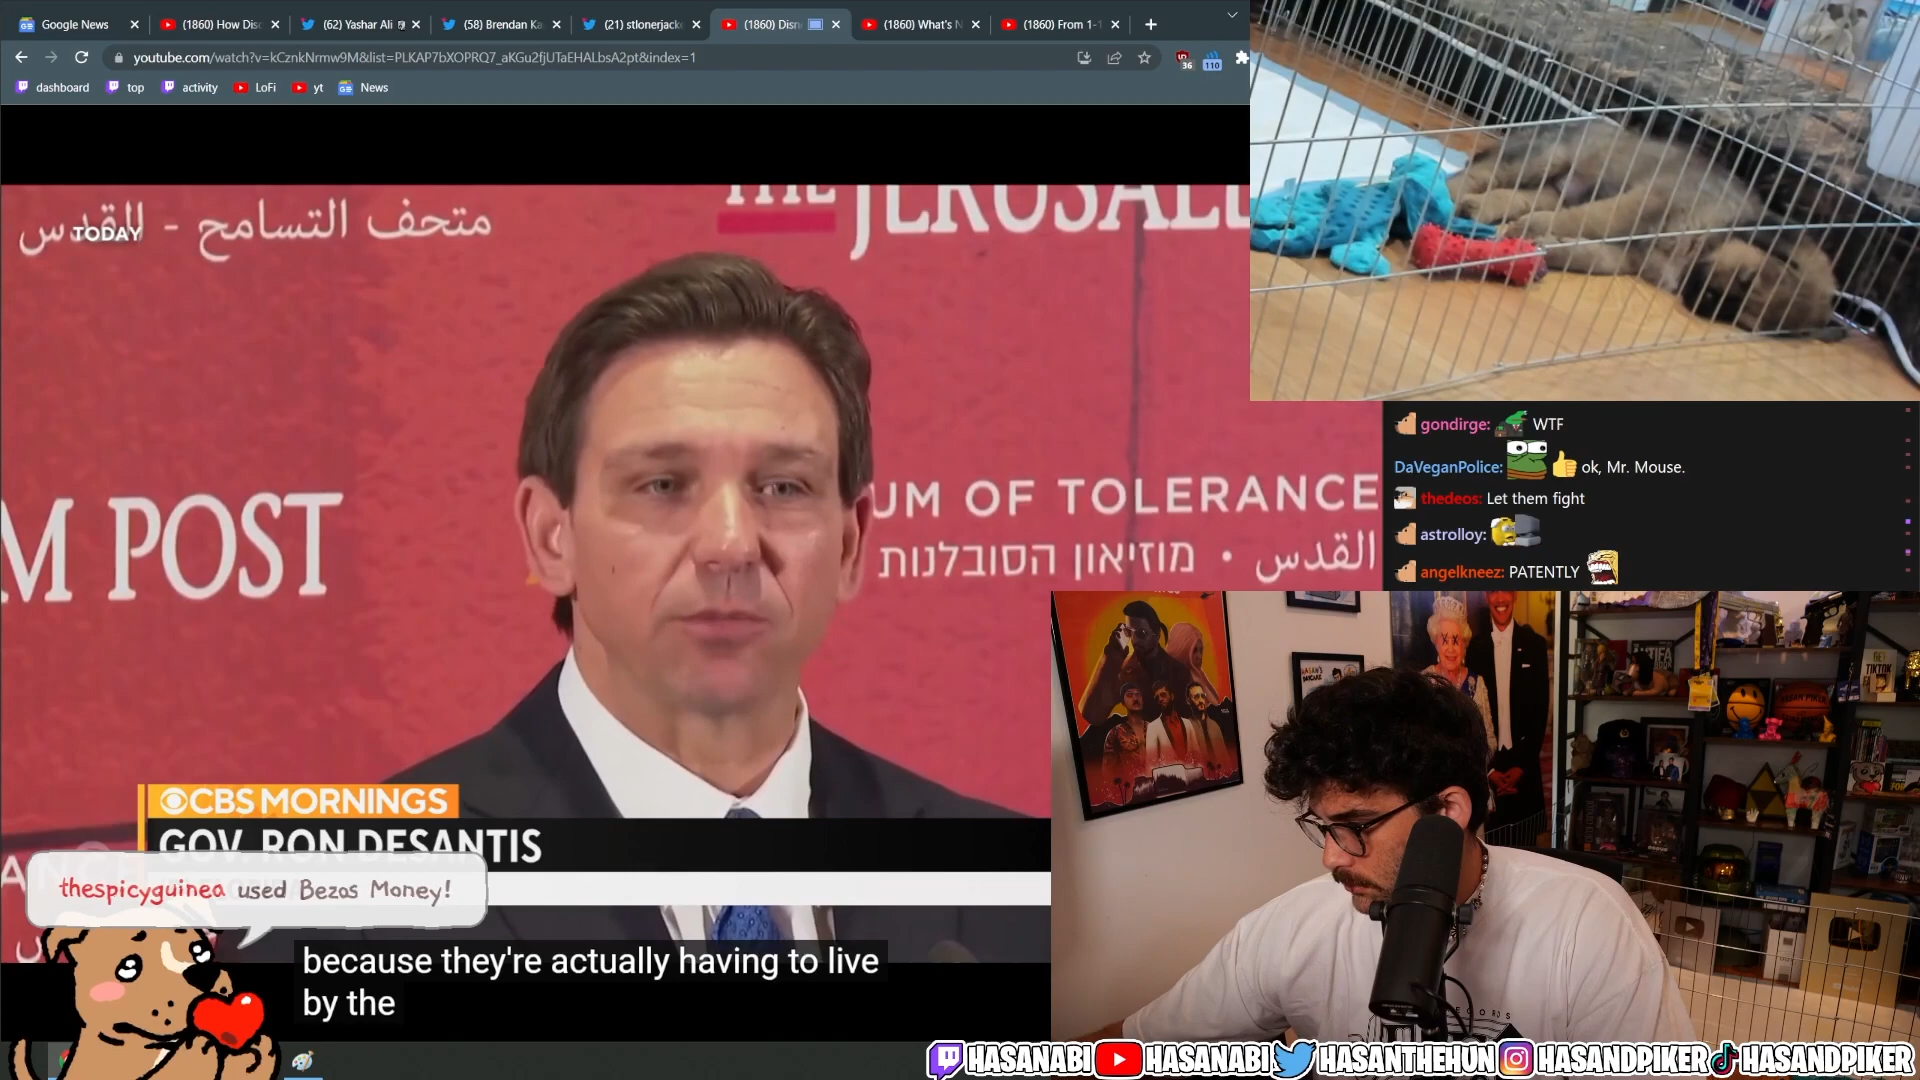 Google News
(1860) How Disc
(62) Yashar Ali
(58) Brendan Ka
(21) stlonerjack
(1860) Disn
(1860) What's N
(1860) From 1-1
youtube.com/watch?v=kCznkNrmw9M&list=PLKAP7bXOPRQ7_aKGu2fjUTaEHALbsA2pt&index=1
36
110
dashboard
top
activity
LoFi
yt
News
متحف التسامح - القدس
TODAY
THE
JERUSALE
M POST
UM OF TOLERANCE
القدس • מוזיאון הסובלנות
gondirge: WTF
DaVeganPolice: ok, Mr. Mouse.
thedeos: Let them fight
astrolloy:
angelkneez: PATENTLY
CBS MORNINGS
GOV. RON DESANTIS
thespicyguinea used Bezos Money!
because they're actually having to live
by the
HASANABI
HASANABI
HASANTHEHUN
HASANDPIKER
HASANDPIKER